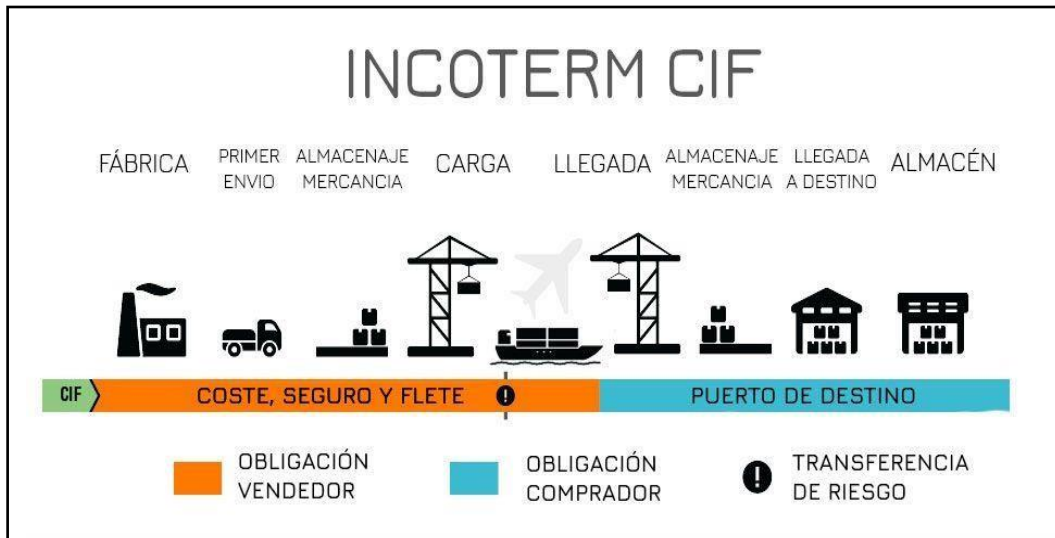 INCOTERM CIF
FÁBRICA
PRIMER
ENVIO
ALMACENAJE
MERCANCIA
CARGA
LLEGADA
ALMACENAJE
MERCANCIA
LLEGADA
A DESTINO
ALMACÉN
CIF
COSTE, SEGURO Y FLETE
!
PUERTO DE DESTINO
OBLIGACIÓN
VENDEDOR
OBLIGACIÓN
COMPRADOR
!
TRANSFERENCIA
DE RIESGO